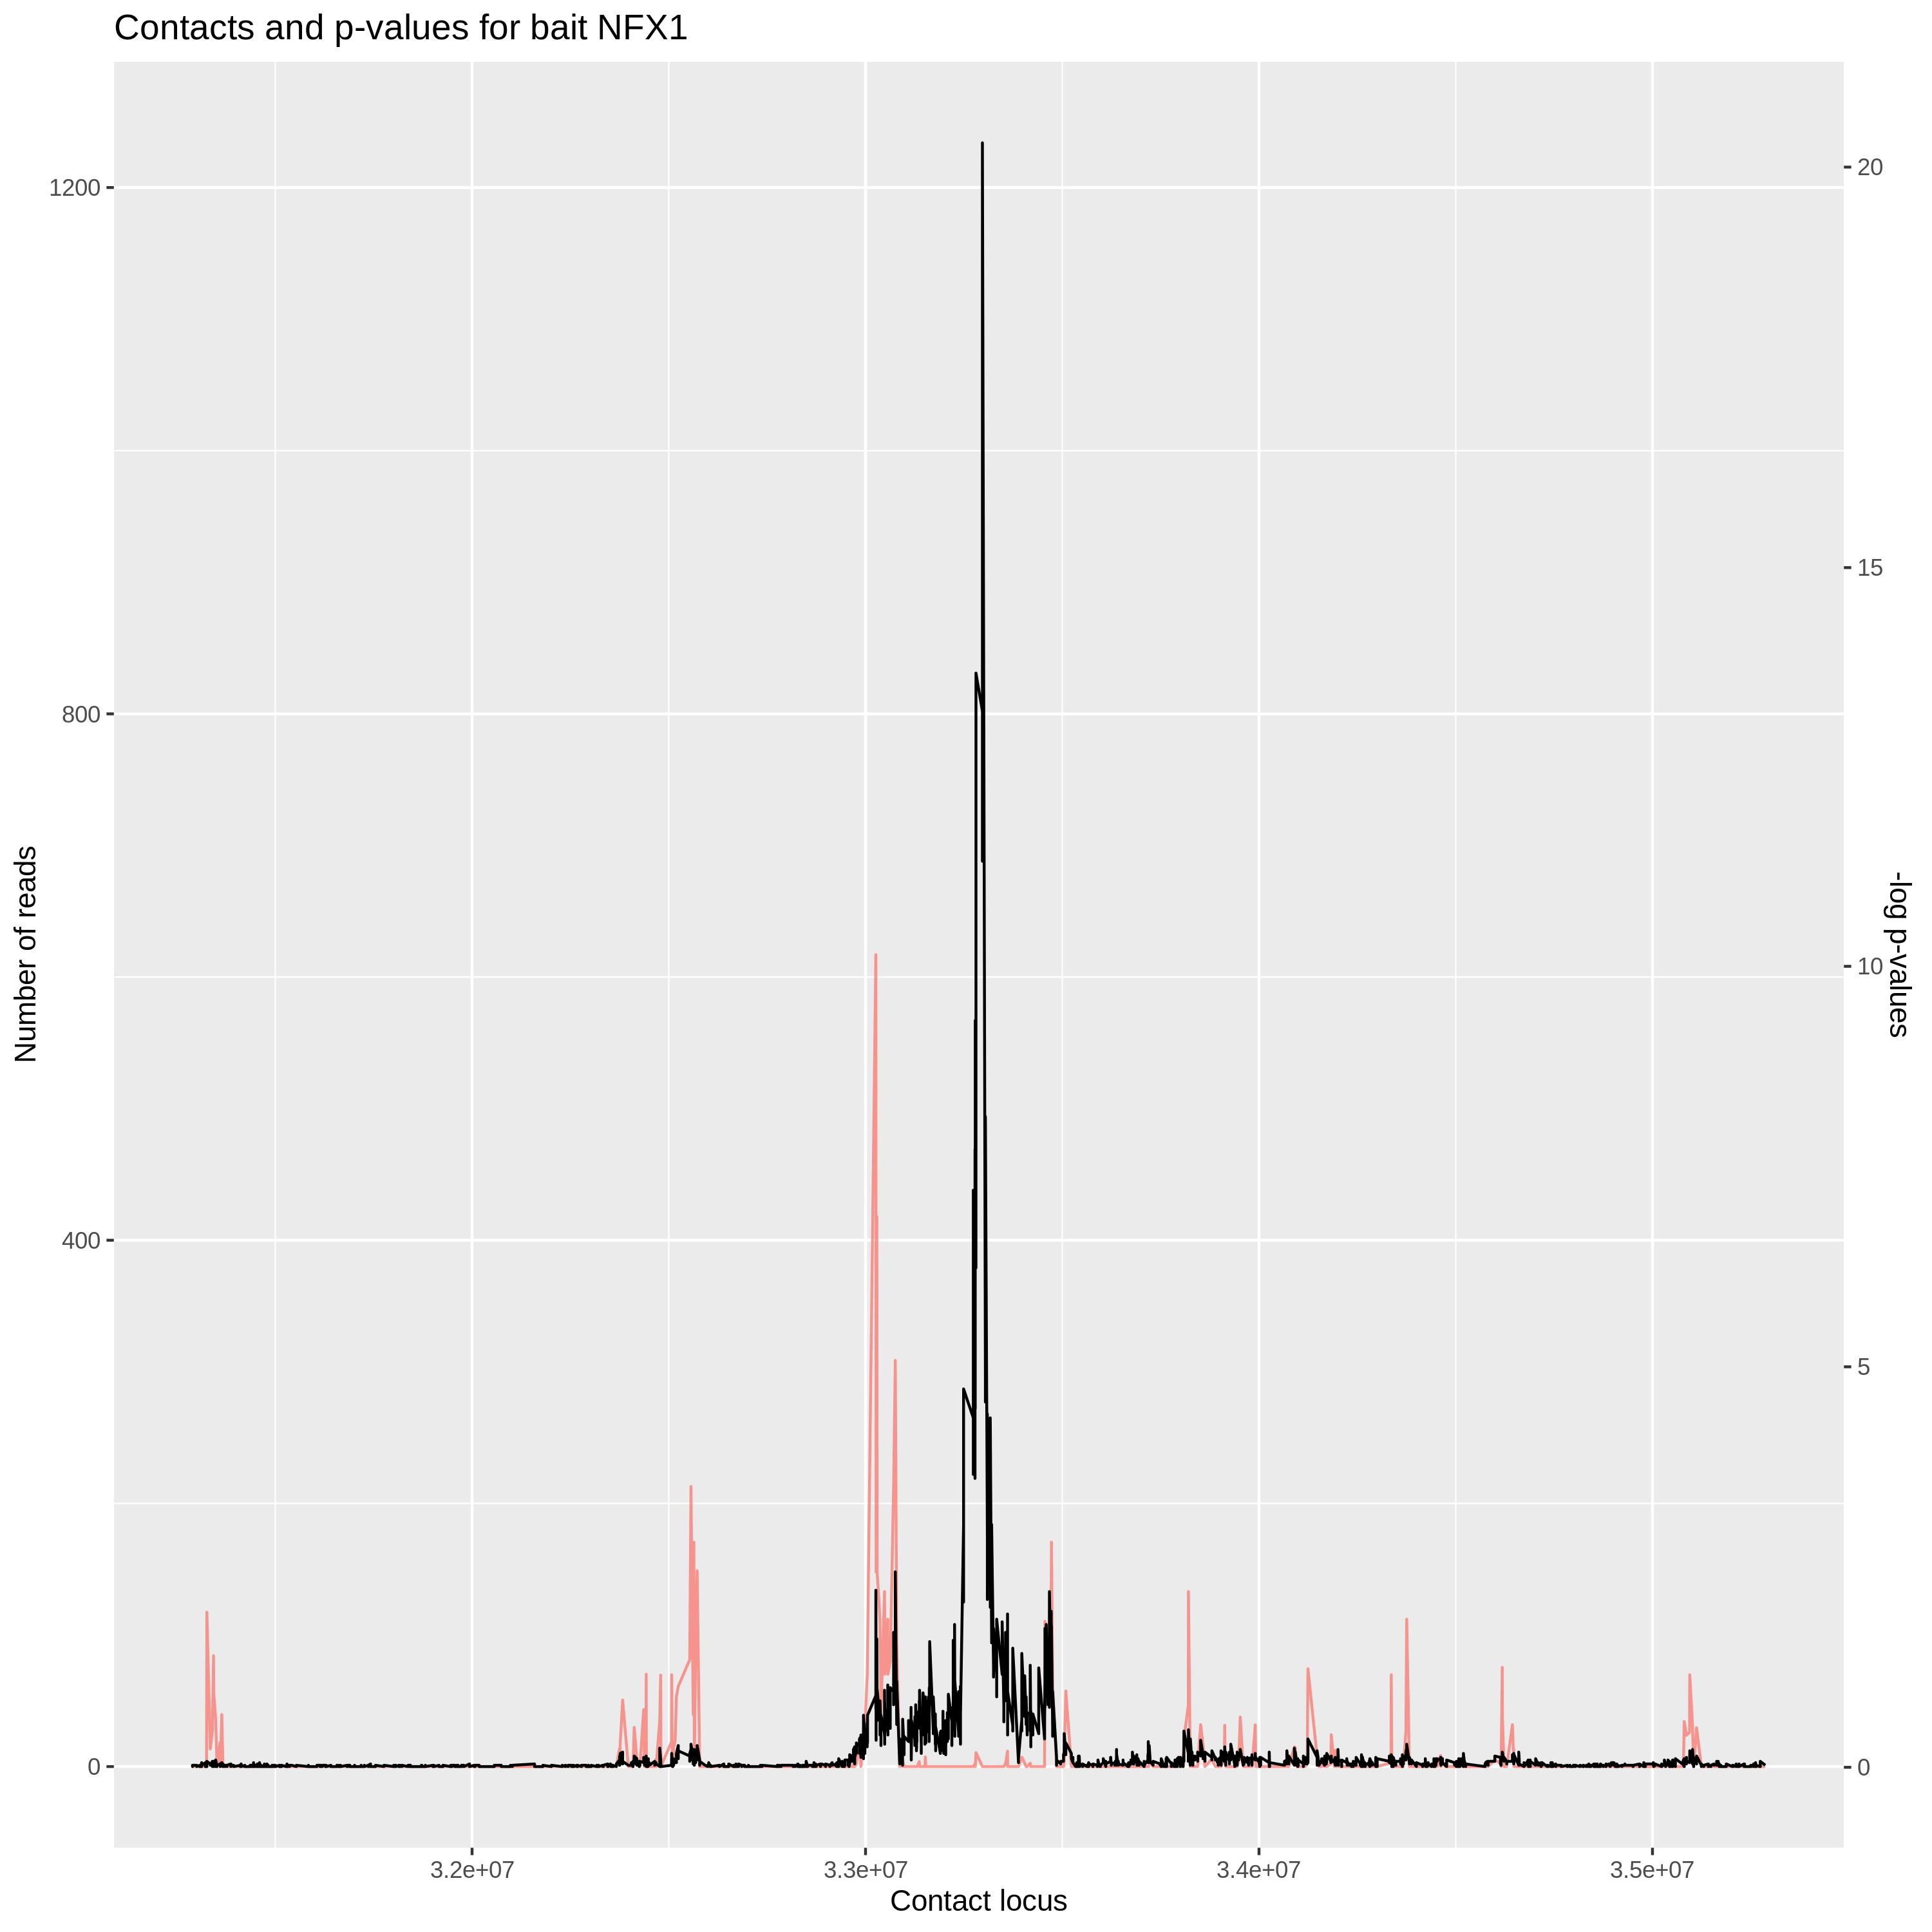 Contacts and p-values for bait NFX1
1200
800
400
0
Number of reads
20
15
10
5
0
-log p-values
3.2e+07
3.3e+07
3.4e+07
3.5e+07
Contact locus